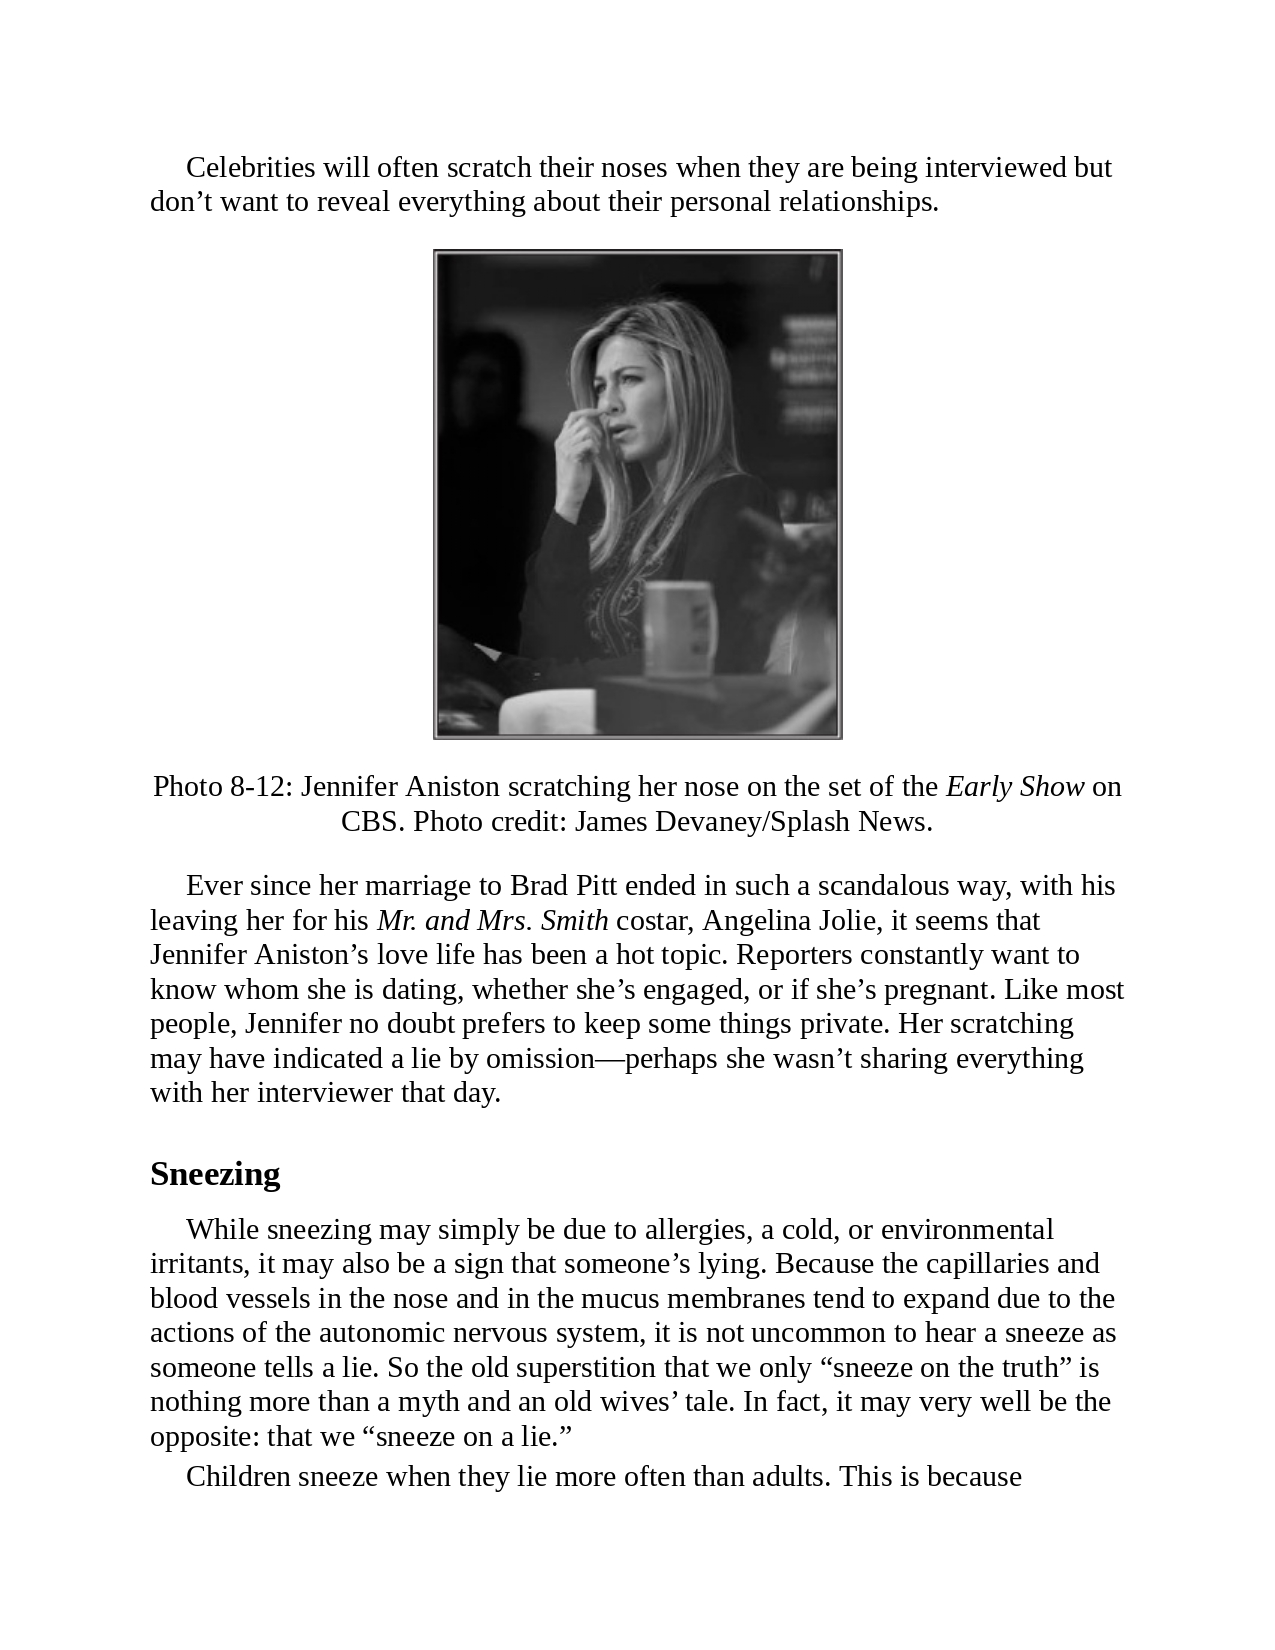 Celebrities will often scratch their noses when they are being interviewed but
don’t want to reveal everything about their personal relationships.
Photo 8-12: Jennifer Aniston scratching her nose on the set of the Early Show on
CBS. Photo credit: James Devaney/Splash News.
Ever since her marriage to Brad Pitt ended in such a scandalous way, with his
leaving her for his Mr. and Mrs. Smith costar, Angelina Jolie, it seems that
Jennifer Aniston’s love life has been a hot topic. Reporters constantly want to
know whom she is dating, whether she’s engaged, or if she’s pregnant. Like most
people, Jennifer no doubt prefers to keep some things private. Her scratching
may have indicated a lie by omission—perhaps she wasn’t sharing everything
with her interviewer that day.
Sneezing
While sneezing may simply be due to allergies, a cold, or environmental
irritants, it may also be a sign that someone’s lying. Because the capillaries and
blood vessels in the nose and in the mucus membranes tend to expand due to the
actions of the autonomic nervous system, it is not uncommon to hear a sneeze as
someone tells a lie. So the old superstition that we only “sneeze on the truth” is
nothing more than a myth and an old wives’ tale. In fact, it may very well be the
opposite: that we “sneeze on a lie.”
Children sneeze when they lie more often than adults. This is because